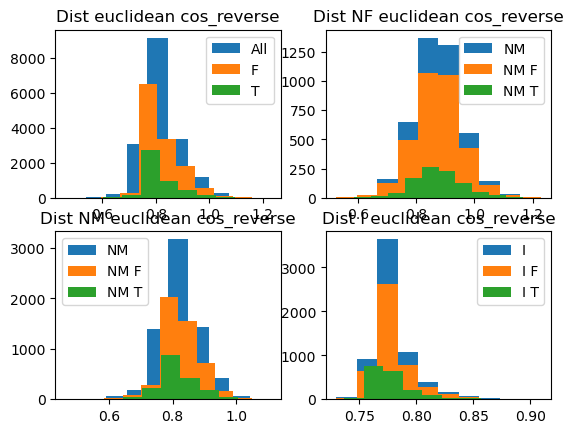 Dist euclidean cos_reverse
8000
6000
4000
2000
0
0.6
0.8
1.0
1.2
All
F
T
Dist NF euclidean cos_reverse
1250
1000
750
500
250
0
0.6
0.8
1.0
1.2
NM
NM F
NM T
Dist NM euclidean cos_reverse
3000
2000
1000
0
0.6
0.8
1.0
NM
NM F
NM T
Dist I euclidean cos_reverse
3000
2000
1000
0
0.75
0.80
0.85
0.90
I
I F
I T